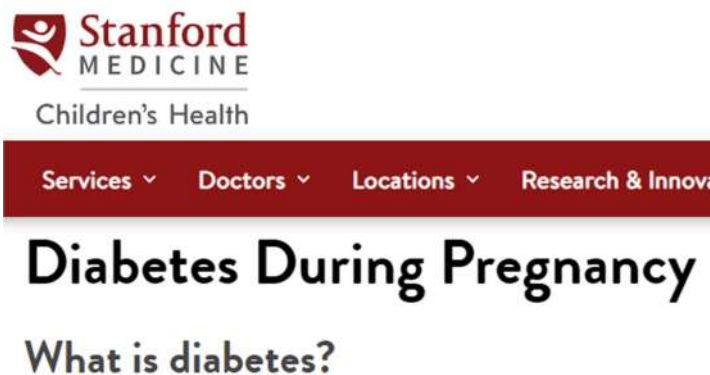 Stanford
MEDICINE
Children's Health
Services Doctors Locations Research & Innova
Diabetes During Pregnancy
What is diabetes?